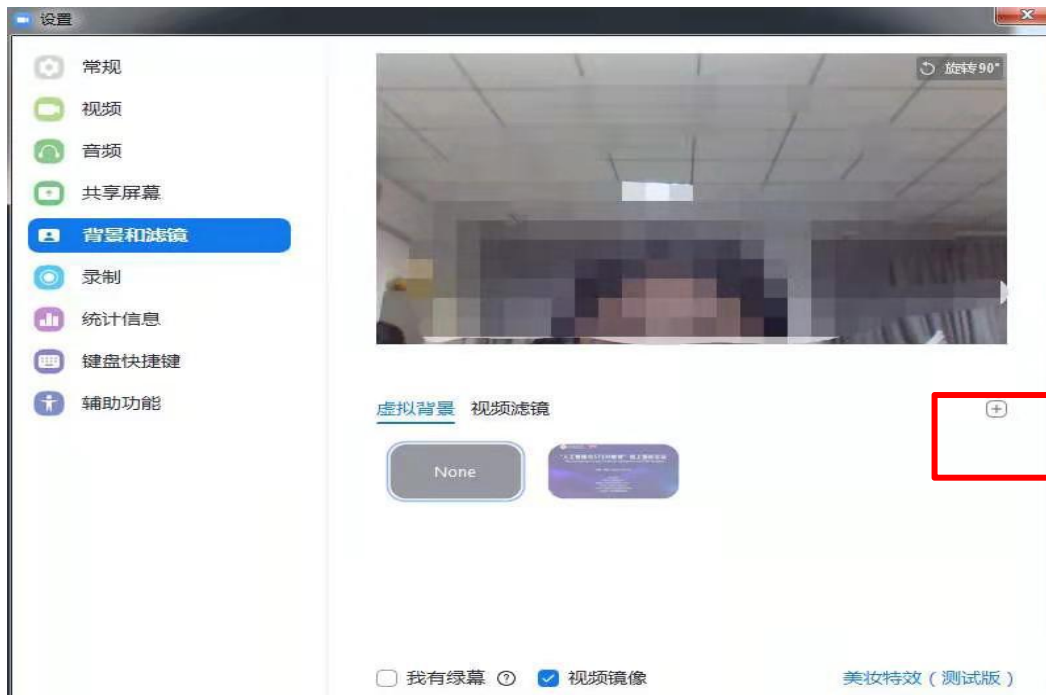 设置
常规
视频
音频
共享屏幕
背景和滤镜
录制
统计信息
键盘快捷键
辅助功能
旋转90°
虚拟背景 视频滤镜
None
我有绿幕 视频镜像 美妆特效（测试版）